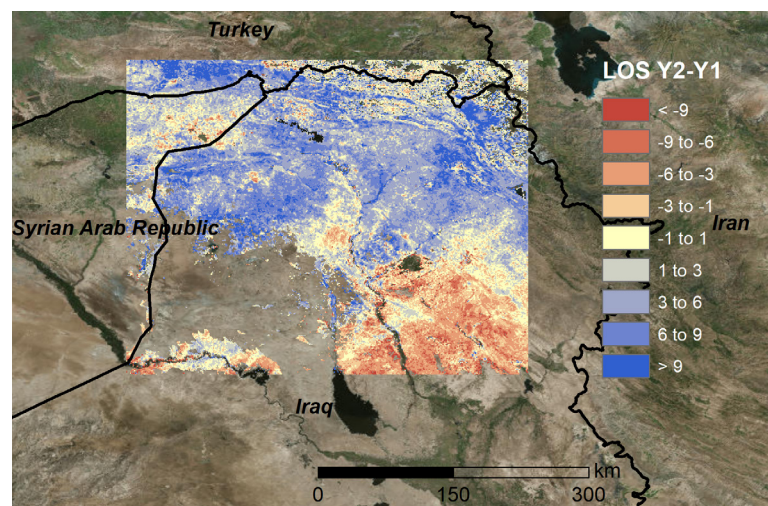 Turkey
LOS Y2-Y1
< -9
-9 to -6
-6 to -3
-3 to -1
-1 to 1
1 to 3
3 to 6
6 to 9
> 9
Syrian Arab Republic
Iran
Iraq
km
0 150 300